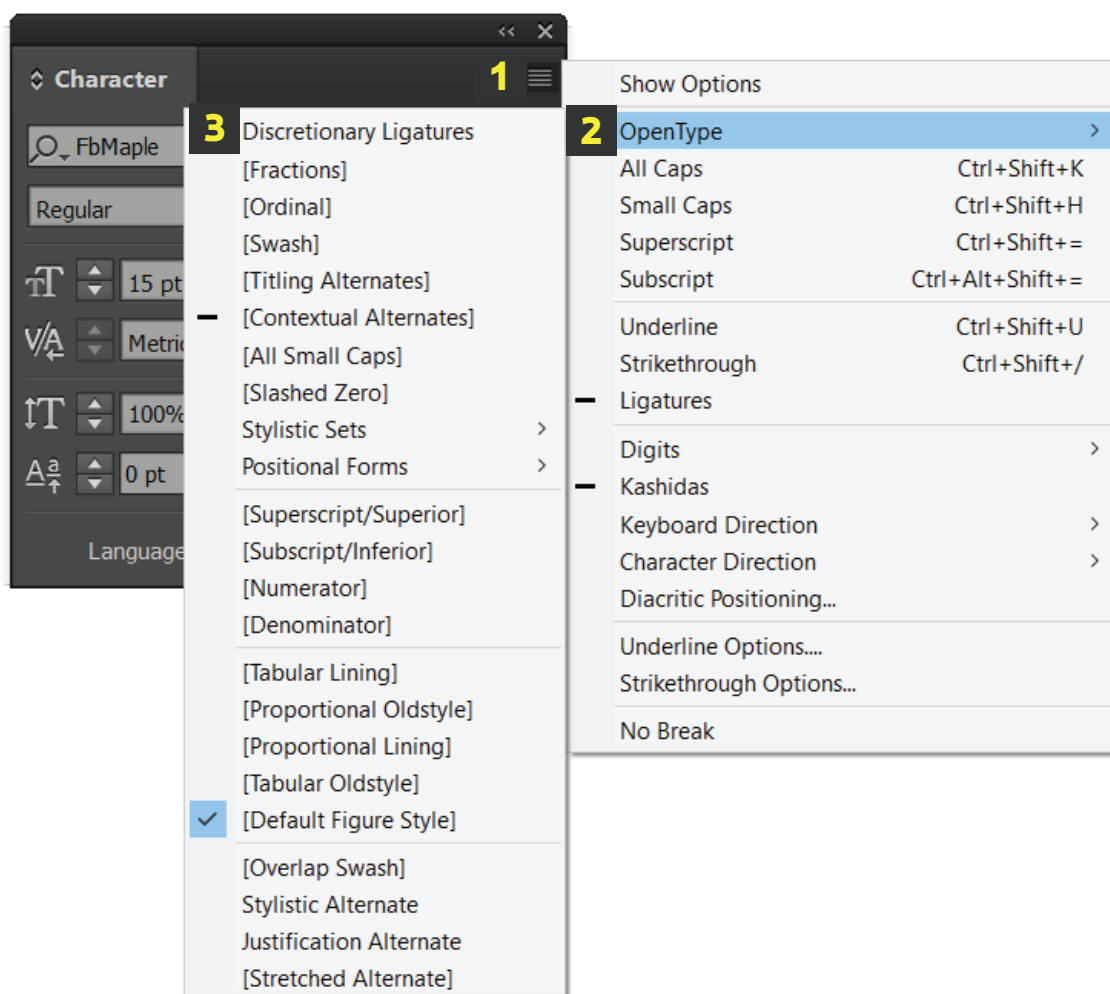 Character
FbMaple
Regular
15 pt
Metric
100%
0 pt
Language
1
Show Options
2
OpenType
All Caps Ctrl+Shift+K
Small Caps Ctrl+Shift+H
Superscript Ctrl+Shift+=
Subscript Ctrl+Alt+Shift+=
Underline Ctrl+Shift+U
Strikethrough Ctrl+Shift+/
Ligatures
Digits
Kashidas
Keyboard Direction
Character Direction
Diacritic Positioning...
Underline Options....
Strikethrough Options...
No Break
3
Discretionary Ligatures
[Fractions]
[Ordinal]
[Swash]
[Titling Alternates]
[Contextual Alternates]
[All Small Caps]
[Slashed Zero]
Stylistic Sets
Positional Forms
[Superscript/Superior]
[Subscript/Inferior]
[Numerator]
[Denominator]
[Tabular Lining]
[Proportional Oldstyle]
[Proportional Lining]
[Tabular Oldstyle]
[Default Figure Style]
[Overlap Swash]
Stylistic Alternate
Justification Alternate
[Stretched Alternate]